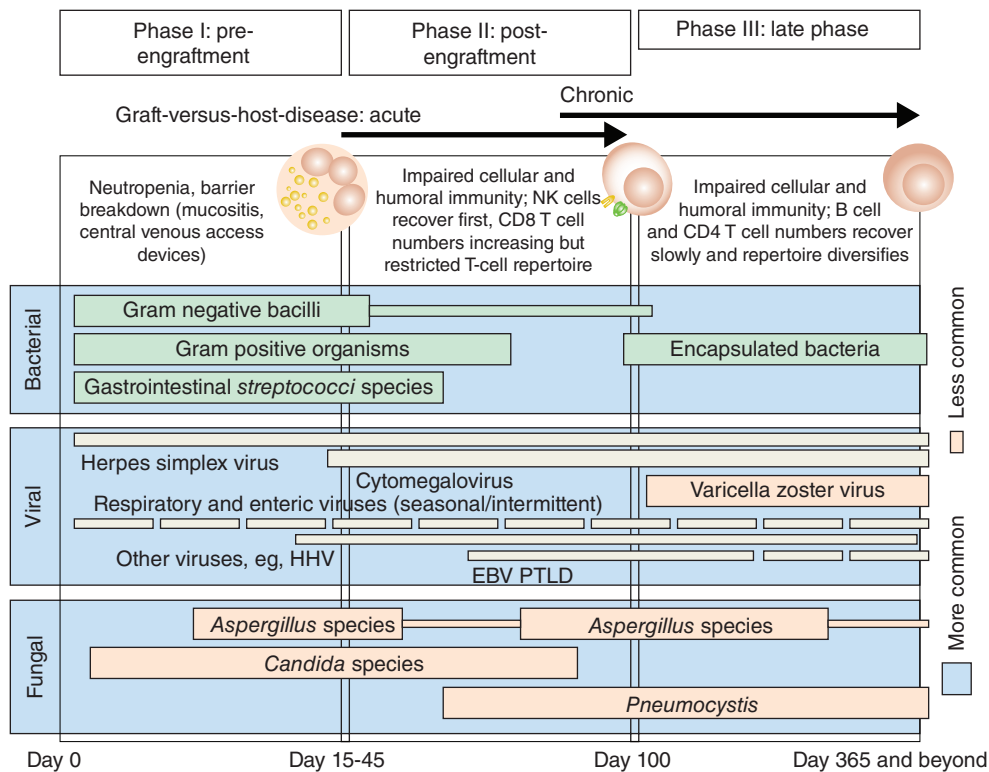 Phase I: pre-
engraftment
Phase II: post-
engraftment
Phase III: late phase
Graft-versus-host-disease: acute
Chronic
Neutropenia, barrier
breakdown (mucositis,
central venous access
devices)
Impaired cellular and
humoral immunity; NK cells
recover first, CD8 T cell
numbers increasing but
restricted T-cell repertoire
Impaired cellular and
humoral immunity; B cell
and CD4 T cell numbers recover
slowly and repertoire diversifies
Bacterial
Gram negative bacilli
Gram positive organisms
Encapsulated bacteria
Gastrointestinal streptococci species
Viral
Herpes simplex virus
Cytomegalovirus
Varicella zoster virus
Respiratory and enteric viruses (seasonal/intermittent)
Other viruses, eg, HHV
EBV PTLD
Fungal
Aspergillus species
Aspergillus species
Candida species
Pneumocystis
Less common
More common
Day 0
Day 15-45
Day 100
Day 365 and beyond